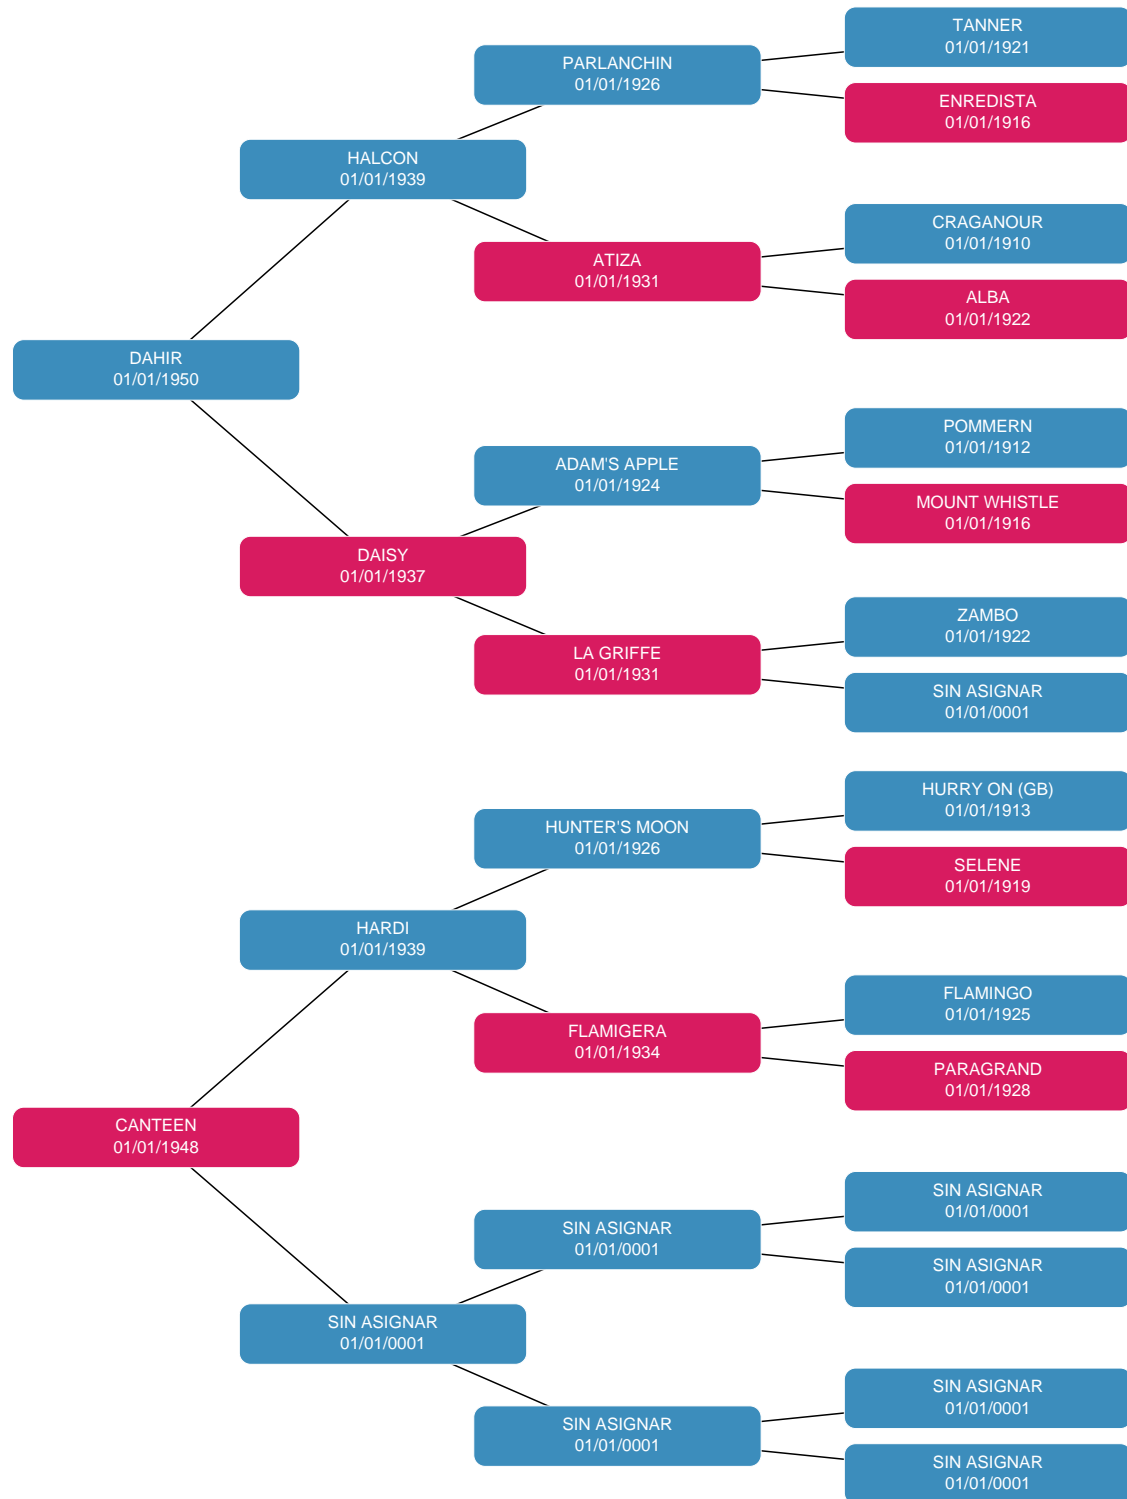 TANNER
01/01/1921
PARLANCHIN
01/01/1926
ENREDISTA
01/01/1916
HALCON
01/01/1939
CRAGANOUR
01/01/1910
ATIZA
01/01/1931
ALBA
01/01/1922
DAHIR
01/01/1950
POMMERN
01/01/1912
ADAM'S APPLE
01/01/1924
MOUNT WHISTLE
01/01/1916
DAISY
01/01/1937
ZAMBO
01/01/1922
LA GRIFFE
01/01/1931
SIN ASIGNAR
01/01/0001
HURRY ON (GB)
01/01/1913
HUNTER'S MOON
01/01/1926
SELENE
01/01/1919
HARDI
01/01/1939
FLAMINGO
01/01/1925
FLAMIGERA
01/01/1934
PARAGRAND
01/01/1928
CANTEEN
01/01/1948
SIN ASIGNAR
01/01/0001
SIN ASIGNAR
01/01/0001
SIN ASIGNAR
01/01/0001
SIN ASIGNAR
01/01/0001
SIN ASIGNAR
01/01/0001
SIN ASIGNAR
01/01/0001
SIN ASIGNAR
01/01/0001